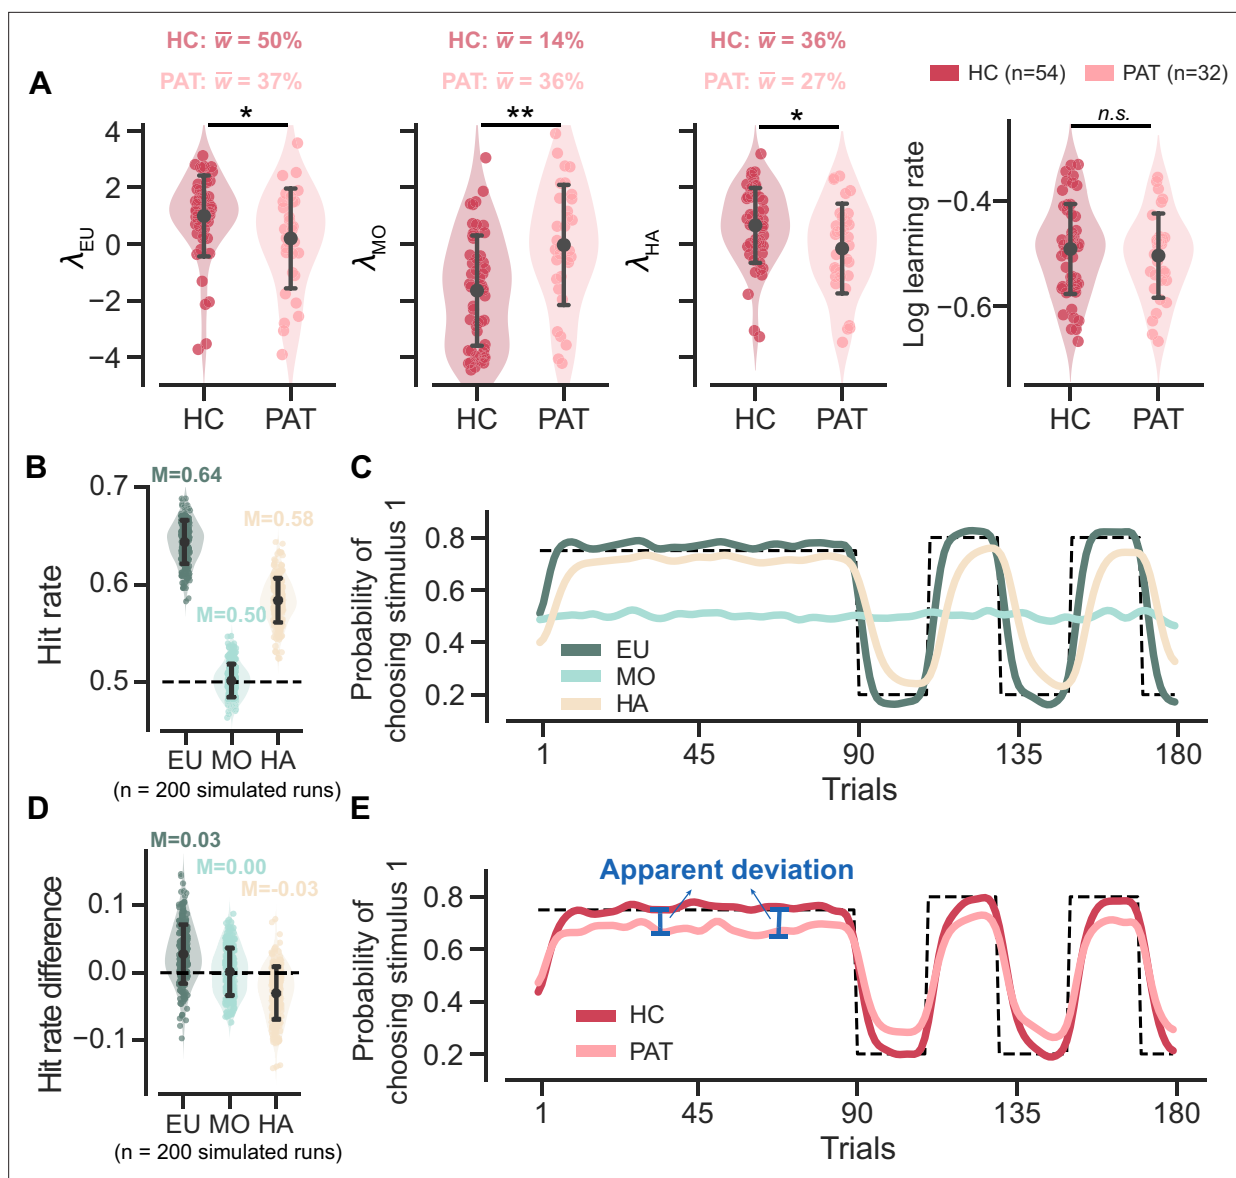 HC: w̅ = 50%
HC: w̅ = 14%
HC: w̅ = 36%
PAT: w̅ = 37%
PAT: w̅ = 36%
PAT: w̅ = 27%
HC (n=54)
PAT (n=32)
A
λEU
4
2
0
−2
−4
*
HC
PAT
λMO
**
HC
PAT
λHA
*
HC
PAT
Log learning rate
−0.4
−0.6
n.s.
HC
PAT
B
Hit rate
0.7
0.6
0.5
M=0.64
M=0.50
M=0.58
EU
MO
HA
(n = 200 simulated runs)
C
Probability of
choosing stimulus 1
0.8
0.6
0.4
0.2
EU
MO
HA
1
45
90
135
180
Trials
D
Hit rate difference
0.1
0.0
−0.1
M=0.03
M=0.00
M=-0.03
EU
MO
HA
(n = 200 simulated runs)
E
Probability of
choosing stimulus 1
0.8
0.6
0.4
0.2
Apparent deviation
HC
PAT
1
45
90
135
180
Trials